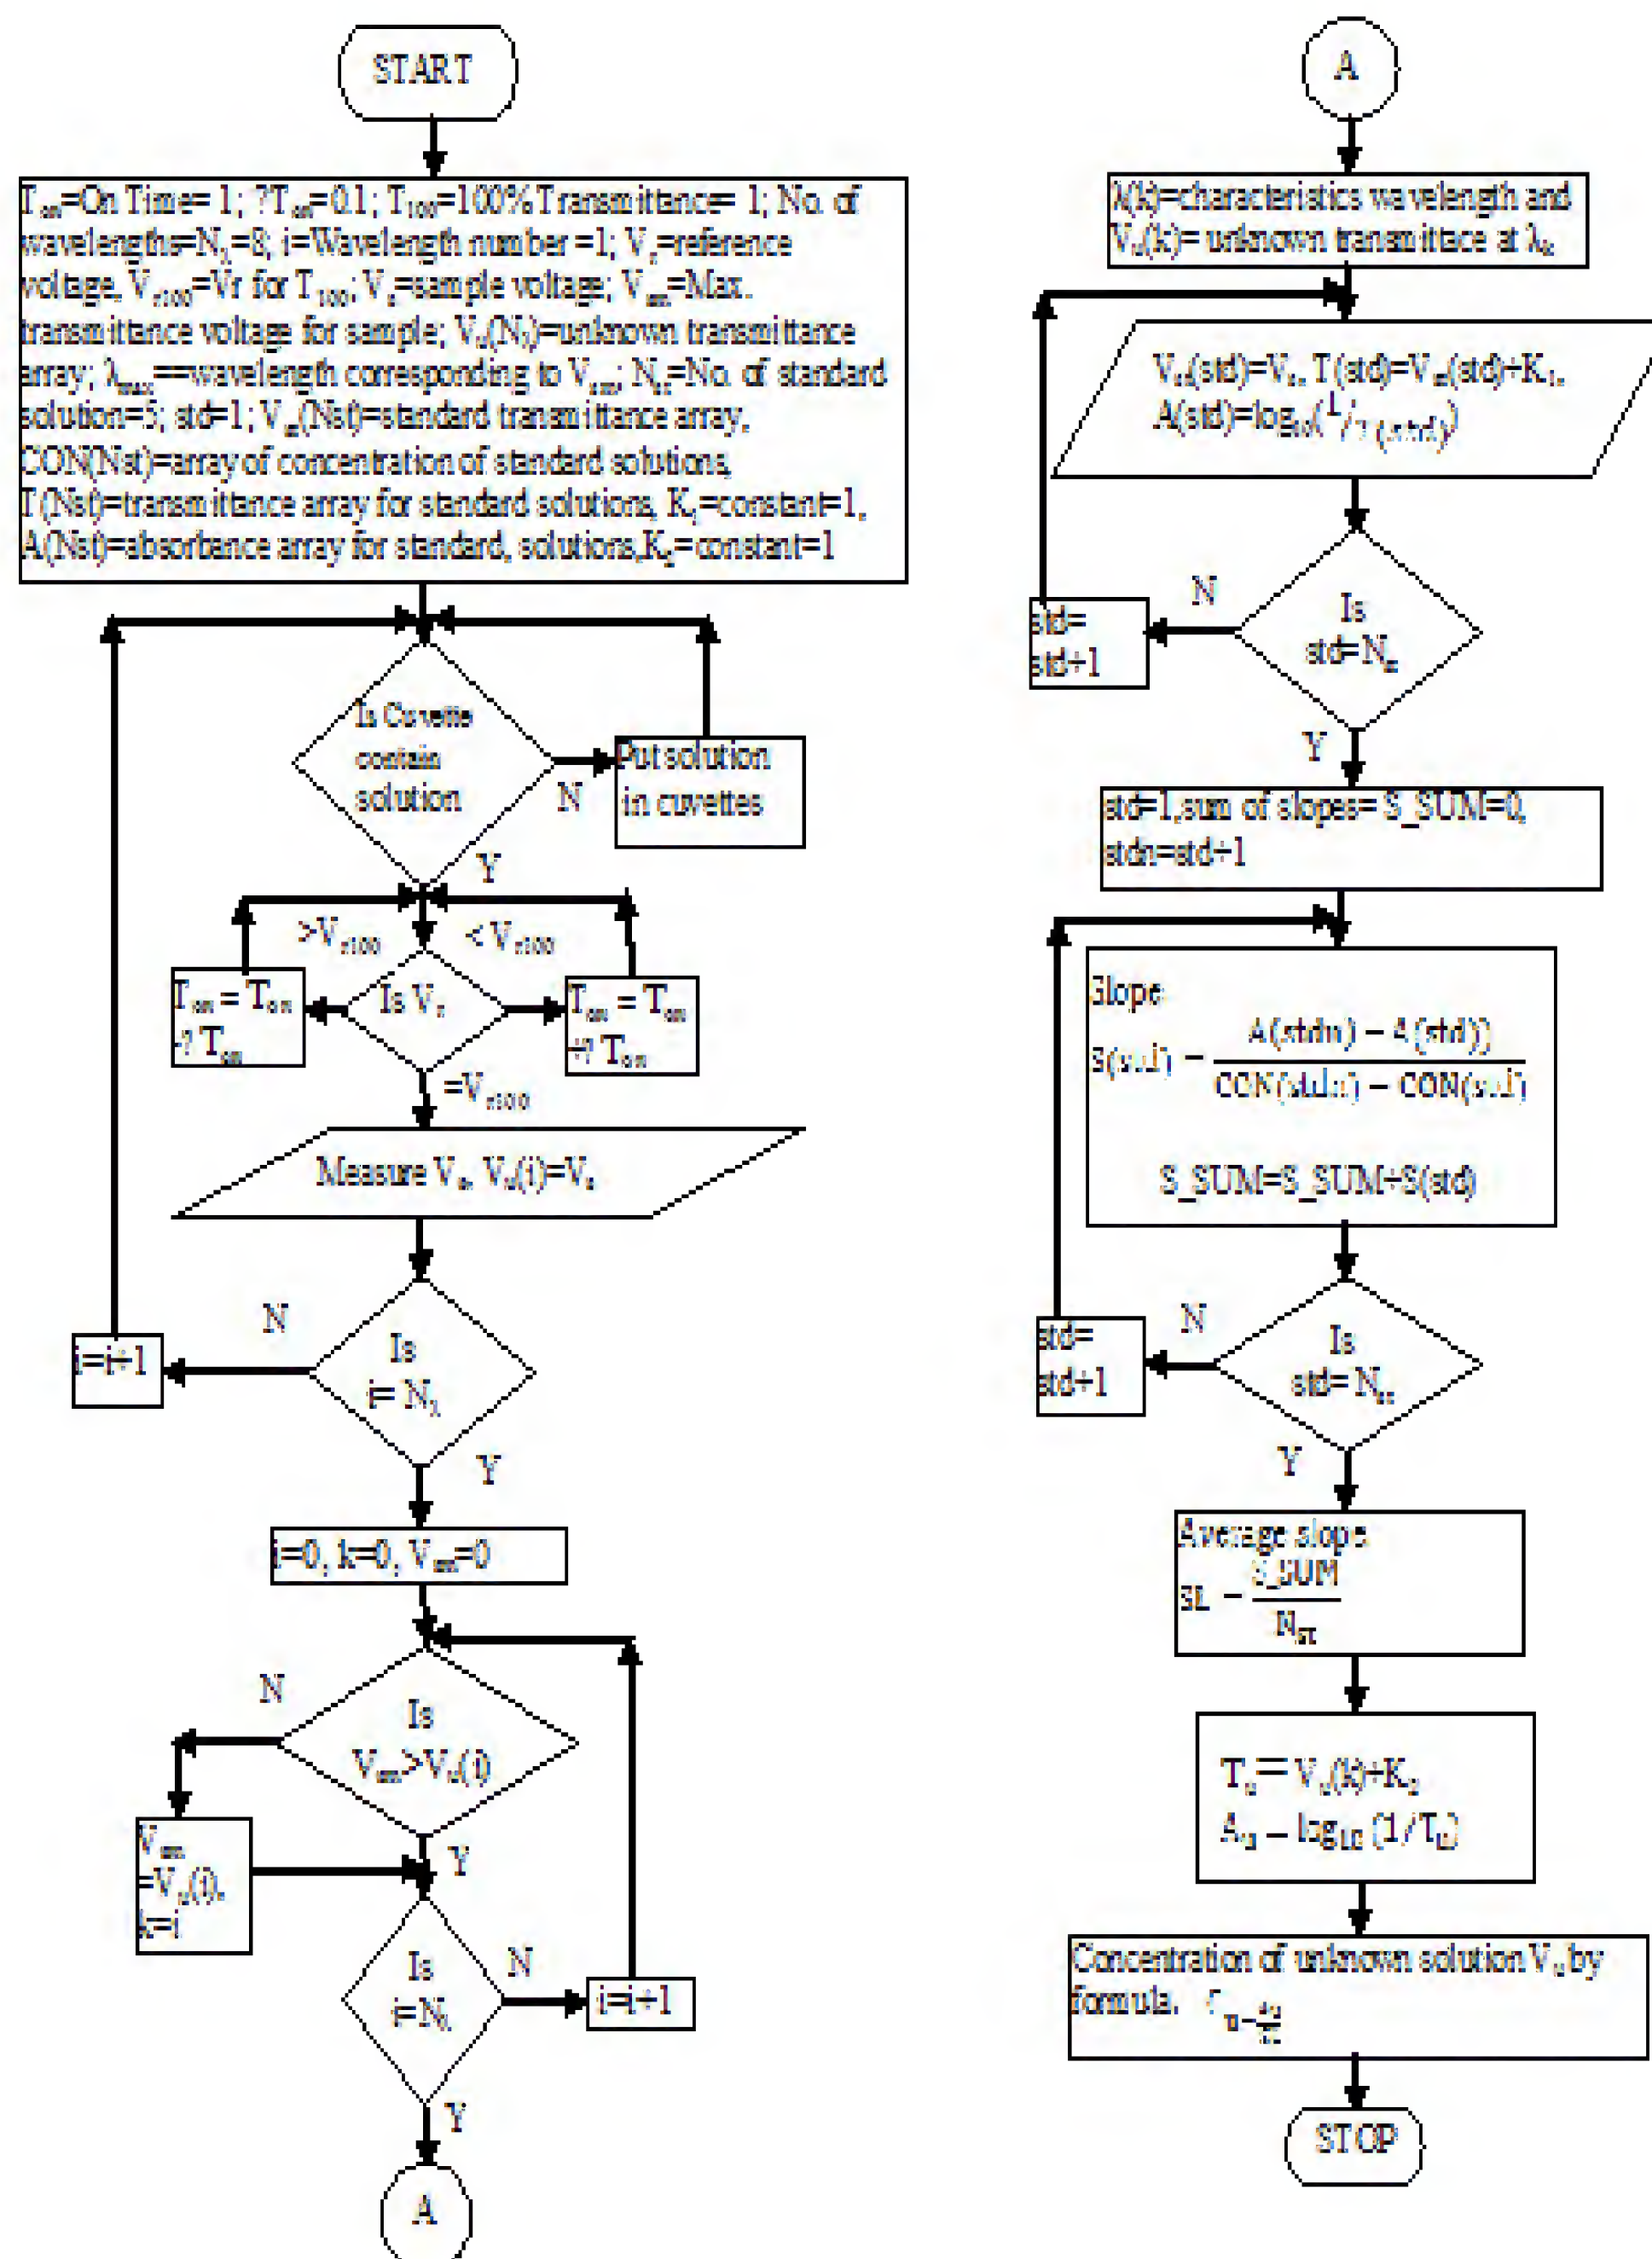 START
T_on=On Time= 1; ?T_on=0.1; T_100=100% Transmittance= 1; No. of
wavelengths=N_λ=8; i=Wavelength number =1; V_r=reference
voltage, V_r100=Vr for T_100; V_s=sample voltage; V_sm=Max.
transmittance voltage for sample; V_u(N_λ)=unknown transmittance
array; λ_max==wavelength corresponding to V_sm; N_st=No. of standard
solution=5; std=1; V_st(Nst)=standard transmittance array,
CON(Nst)=array of concentration of standard solutions,
T(Nst)=transmittance array for standard solutions, K_1=constant=1,
A(Nst)=absorbance array for standard, solutions,K_2=constant=1
Is Cuvette
contain
solution
N
Put solution
in cuvettes
Y
>V_r100
< V_r100
T_on = T_on
-? T_on
Is V_r
T_on = T_on
+? T_on
=V_r100
Measure V_s, V_u(i)=V_s
N
i=i+1
Is
i= N_λ
Y
i=0, k=0, V_sm=0
N
Is
V_sm>V_u(i)
V_sm
=V_u(i),
k=i
Y
Is
i=N_λ
N
i=i+1
Y
A
A
λ(k)=characteristics wavelength and
V_u(k)= unknown transmittace at λ_k
V_st(std)=V_s, T(std)=V_st(std)÷K_1,
A(std)=log_10(1/T(std))
N
std=
std+1
Is
std=N_st
Y
std=1,sum of slopes= S_SUM=0,
stdn=std+1
Slope
S(std) = A(stdn) − A(std)) / CON(stdn) − CON(std)
S_SUM=S_SUM+S(std)
N
std=
std+1
Is
std= N_st
Y
Average slope
SL = S_SUM / N_ST
T_u = V_u(k)÷K_2
A_u = log_10 (1/T_u)
Concentration of unknown solution V_u by
formula.
STOP